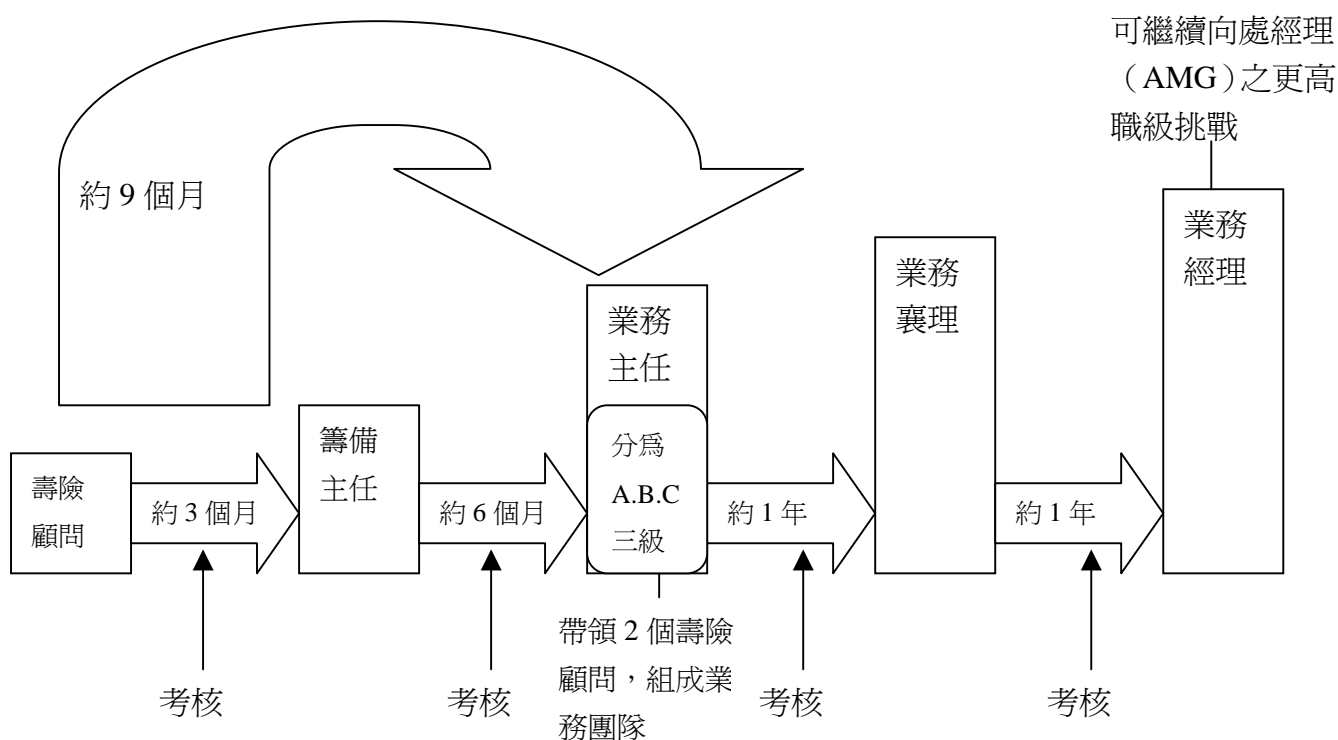 可繼續向處經理
（AMG）之更高
職級挑戰
約 9 個月
業務
經理
業務
襄理
業務
主任
分為
A.B.C
三級
籌備
主任
壽險
顧問
約 3 個月
約 6 個月
約 1 年
約 1 年
帶領 2 個壽險
顧問，組成業
務團隊
考核
考核
考核
考核